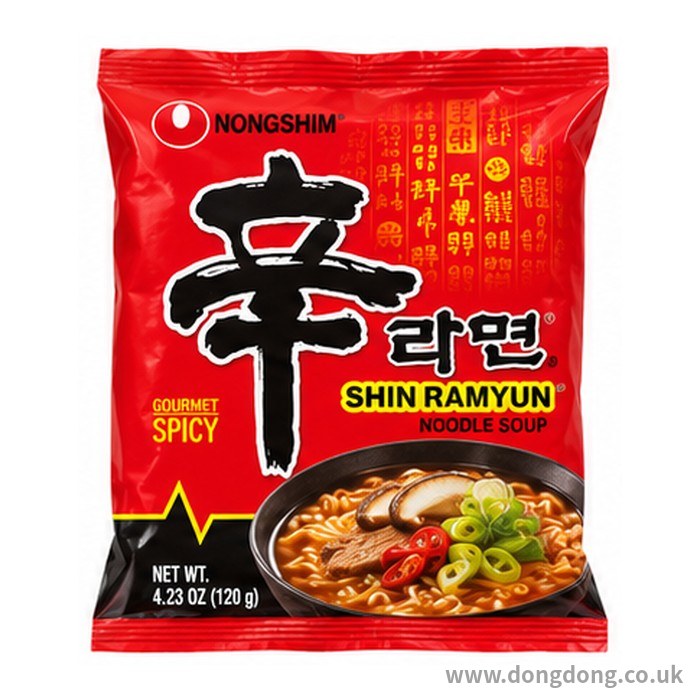 NONGSHIM®
辛
라면®
SHIN RAMYUN®
NOODLE SOUP
GOURMET
SPICY
NET WT.
4.23 OZ (120 g)
www.dongdong.co.uk